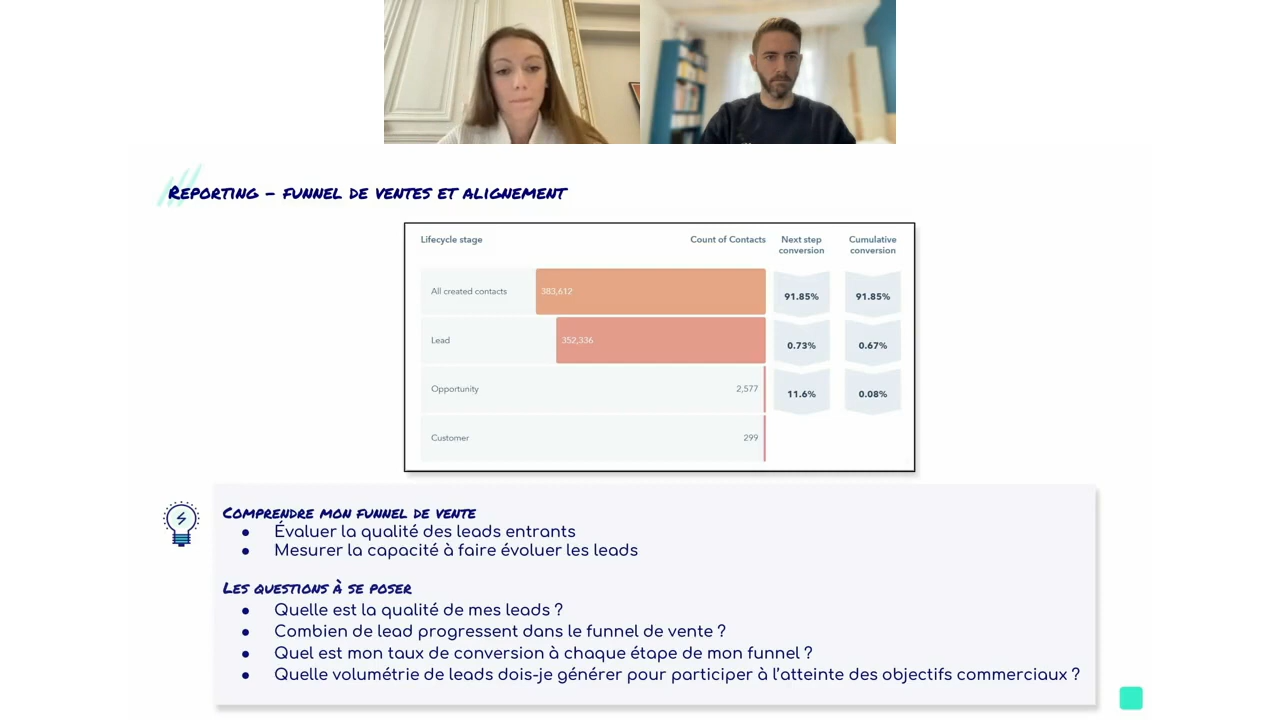 Reporting – funnel de ventes et alignement
Lifecycle stage Count of Contacts Next step conversion Cumulative conversion
All created contacts 383,612 91.85% 91.85%
Lead 352,336 0.73% 0.67%
Opportunity 2,577 11.6% 0.08%
Customer 299
Comprendre mon funnel de vente
● Évaluer la qualité des leads entrants
● Mesurer la capacité à faire évoluer les leads
Les questions à se poser
● Quelle est la qualité de mes leads ?
● Combien de lead progressent dans le funnel de vente ?
● Quel est mon taux de conversion à chaque étape de mon funnel ?
● Quelle volumétrie de leads dois-je générer pour participer à l’atteinte des objectifs commerciaux ?